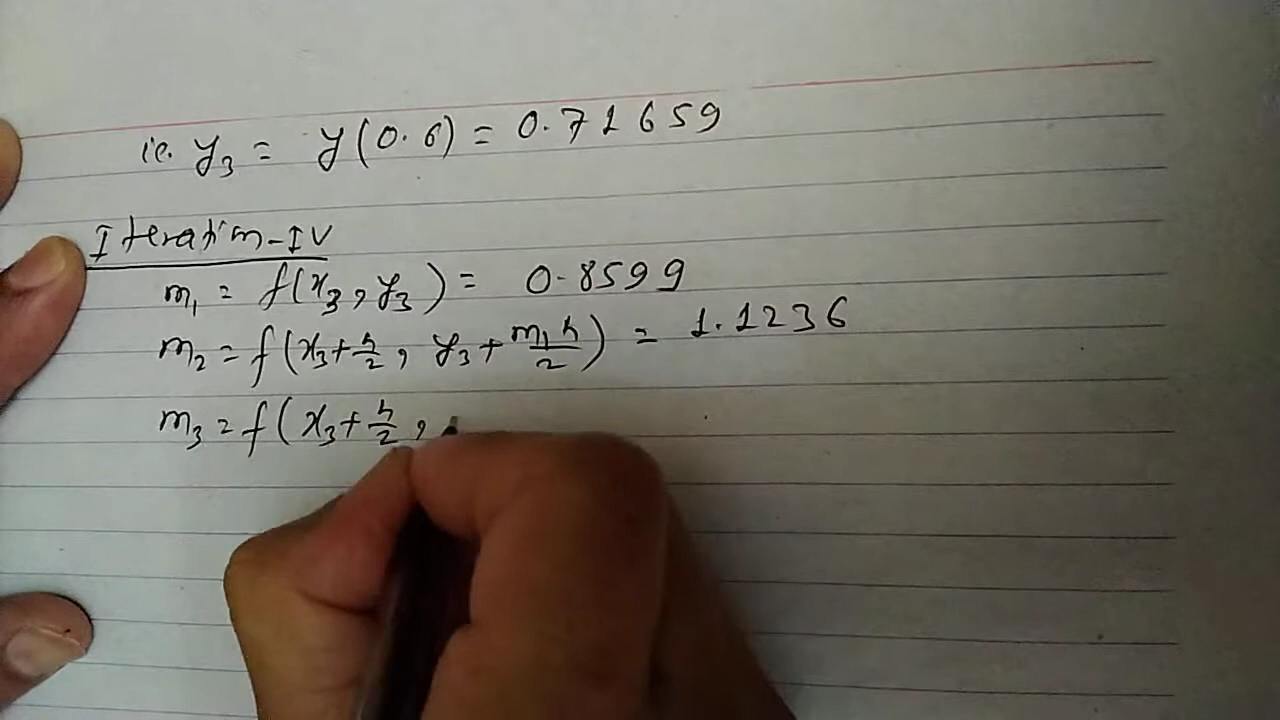 i.e. y₃ = y(0.6) = 0.71659
Iteration-IV
m₁ = f(x₃, y₃) = 0.8599
m₂ = f(x₃+h/2, y₃+m₁h/2) = 1.1236
m₃ = f(x₃+h/2,